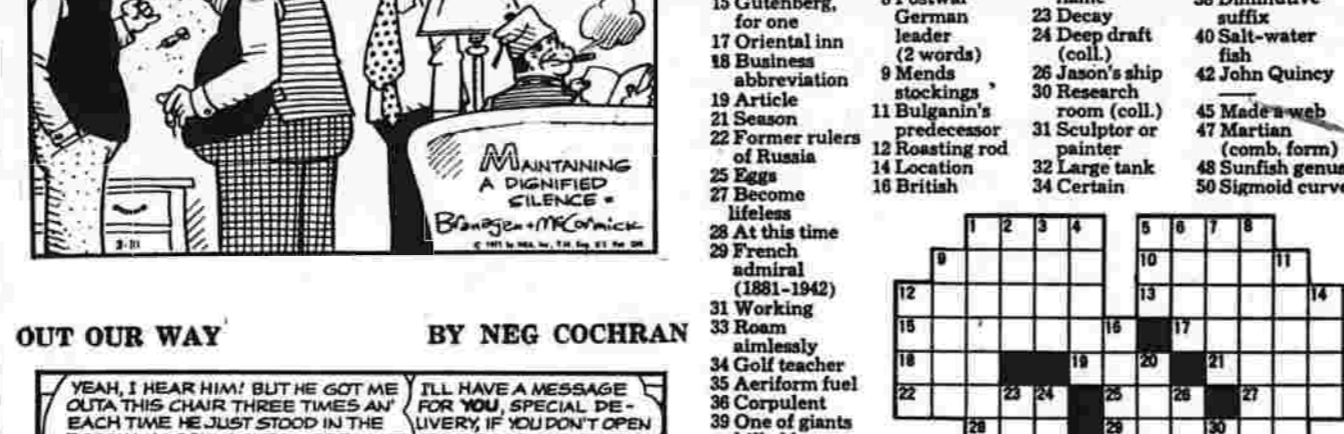 MAINTAINING
A DIGNIFIED
SILENCE =
Branagen + McCormick
3-11
OUT OUR WAY
BY NEG COCHRAN
YEAH, I HEAR HIM! BUT HE GOT ME
OUTA THIS CHAIR THREE TIMES AN'
EACH TIME HE JUST STOOD IN THE
I'LL HAVE A MESSAGE
FOR YOU, SPECIAL DE-
LIVERY, IF YOU DON'T OPEN
15 Gutenberg,
for one
17 Oriental inn
18 Business
abbreviation
19 Article
21 Season
22 Former rulers
of Russia
25 Eggs
27 Become
lifeless
28 At this time
29 French
admiral
(1881-1942)
31 Working
33 Roam
aimlessly
34 Golf teacher
35 Aeriform fuel
36 Corpulent
39 One of giants
German
leader
(2 words)
9 Mends
stockings
11 Bulganin's
predecessor
12 Roasting rod
14 Location
16 British
23 Decay
24 Deep draft
(coll.)
26 Jason's ship
30 Research
room (coll.)
31 Sculptor or
painter
32 Large tank
34 Certain
suffix
40 Salt-water
fish
42 John Quincy
45 Made a web
47 Martian
(comb. form)
48 Sunfish genus
50 Sigmoid curve
1 2 3 4 5 6 7 8
9 10 11
12 13 14
15 16 17
18 19 20 21
22 23 24 25 26 27
28 29 30